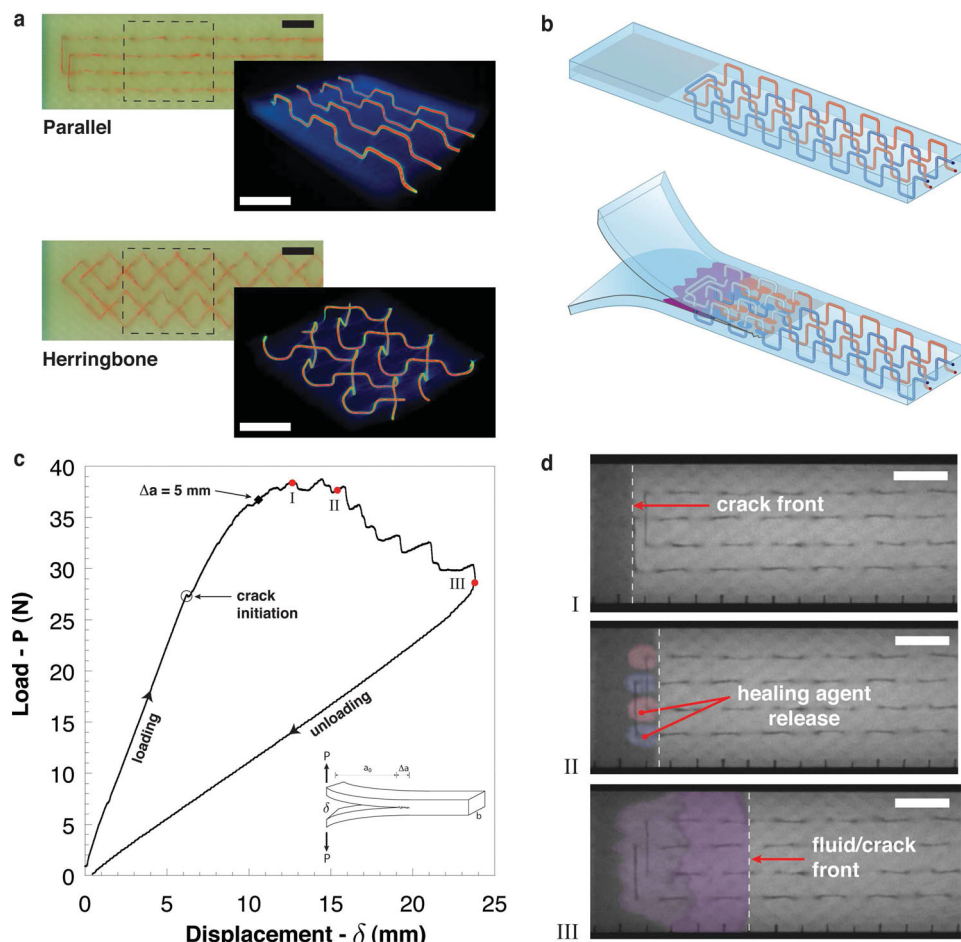 a
Parallel
Herringbone
b
c
40
35
30
25
20
15
10
5
0
Load - P (N)
Δa = 5 mm
I
II
III
crack
initiation
loading
unloading
P
a₀
Δa
δ
b
P
0
5
10
15
20
25
Displacement - δ (mm)
d
crack front
I
healing agent
release
II
fluid/crack
front
III